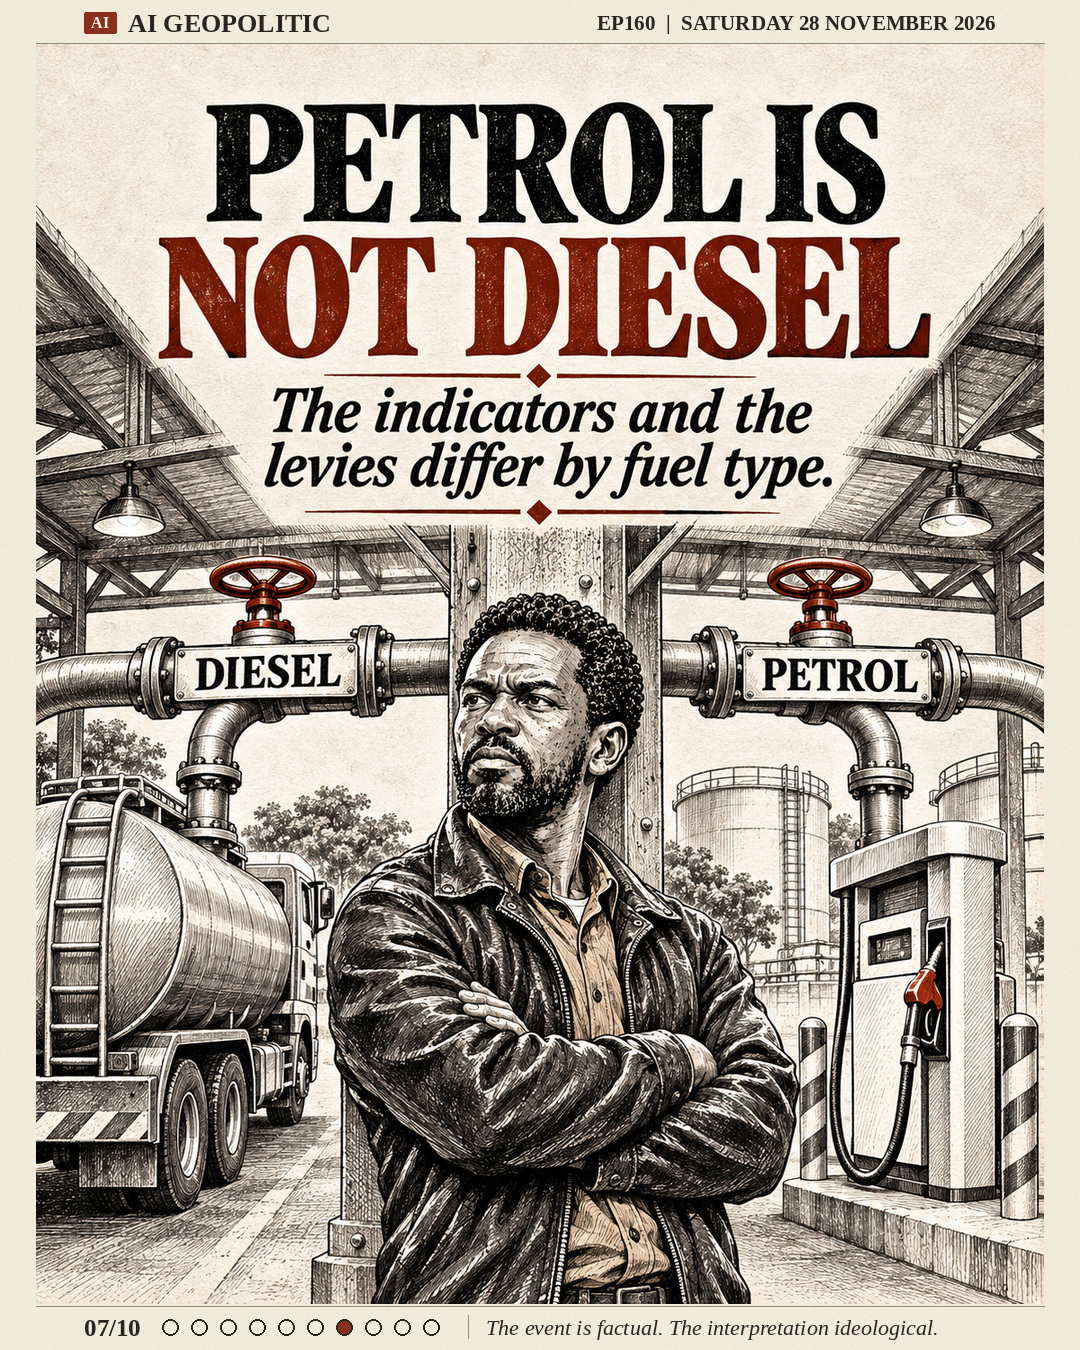 AI AI GEOPOLITIC
EP160 | SATURDAY 28 NOVEMBER 2026
PETROL IS
NOT DIESEL
The indicators and the
levies differ by fuel type.
DIESEL
PETROL
07/10
The event is factual. The interpretation ideological.